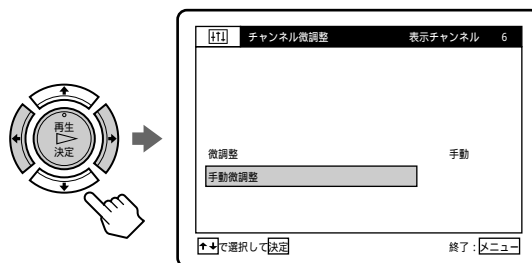 チャンネル微調整 表示チャンネル 6
再生
決定
微調整 手動
手動微調整
↑↓で選択して決定 終了：メニュー